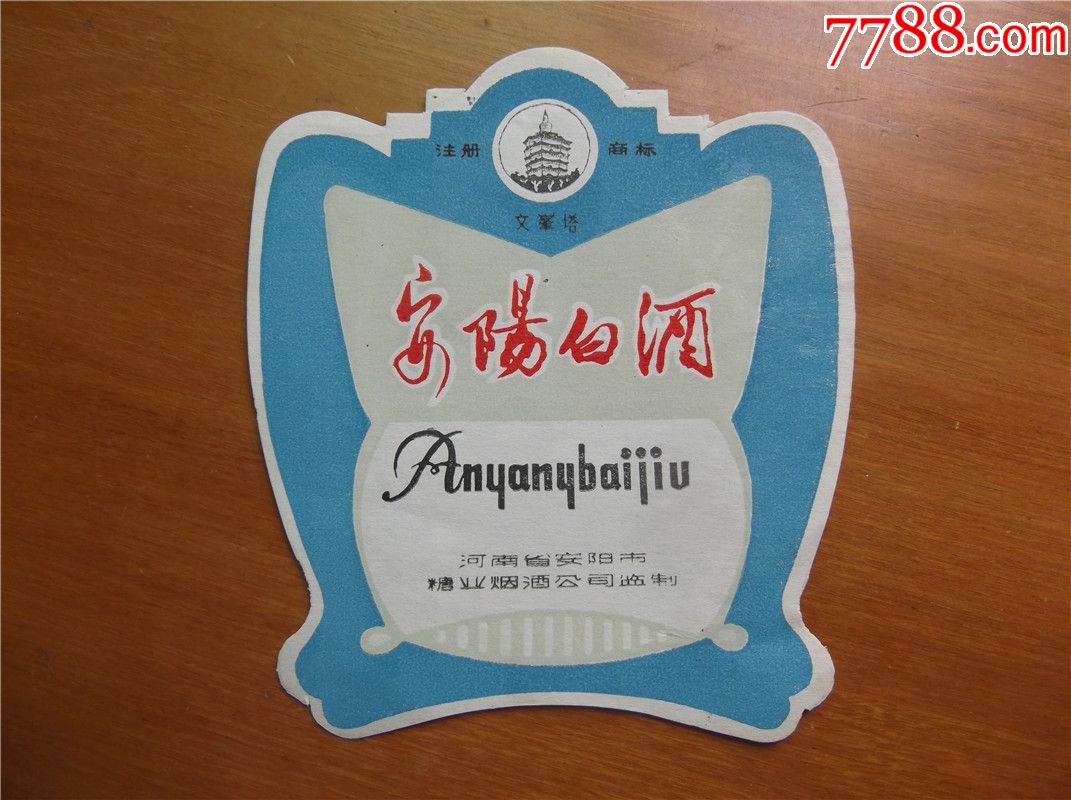 7788.com
注册 商标
文峯塔
安陽白酒
Anyanybaijiu
河南省安阳市
糖业烟酒公司监制